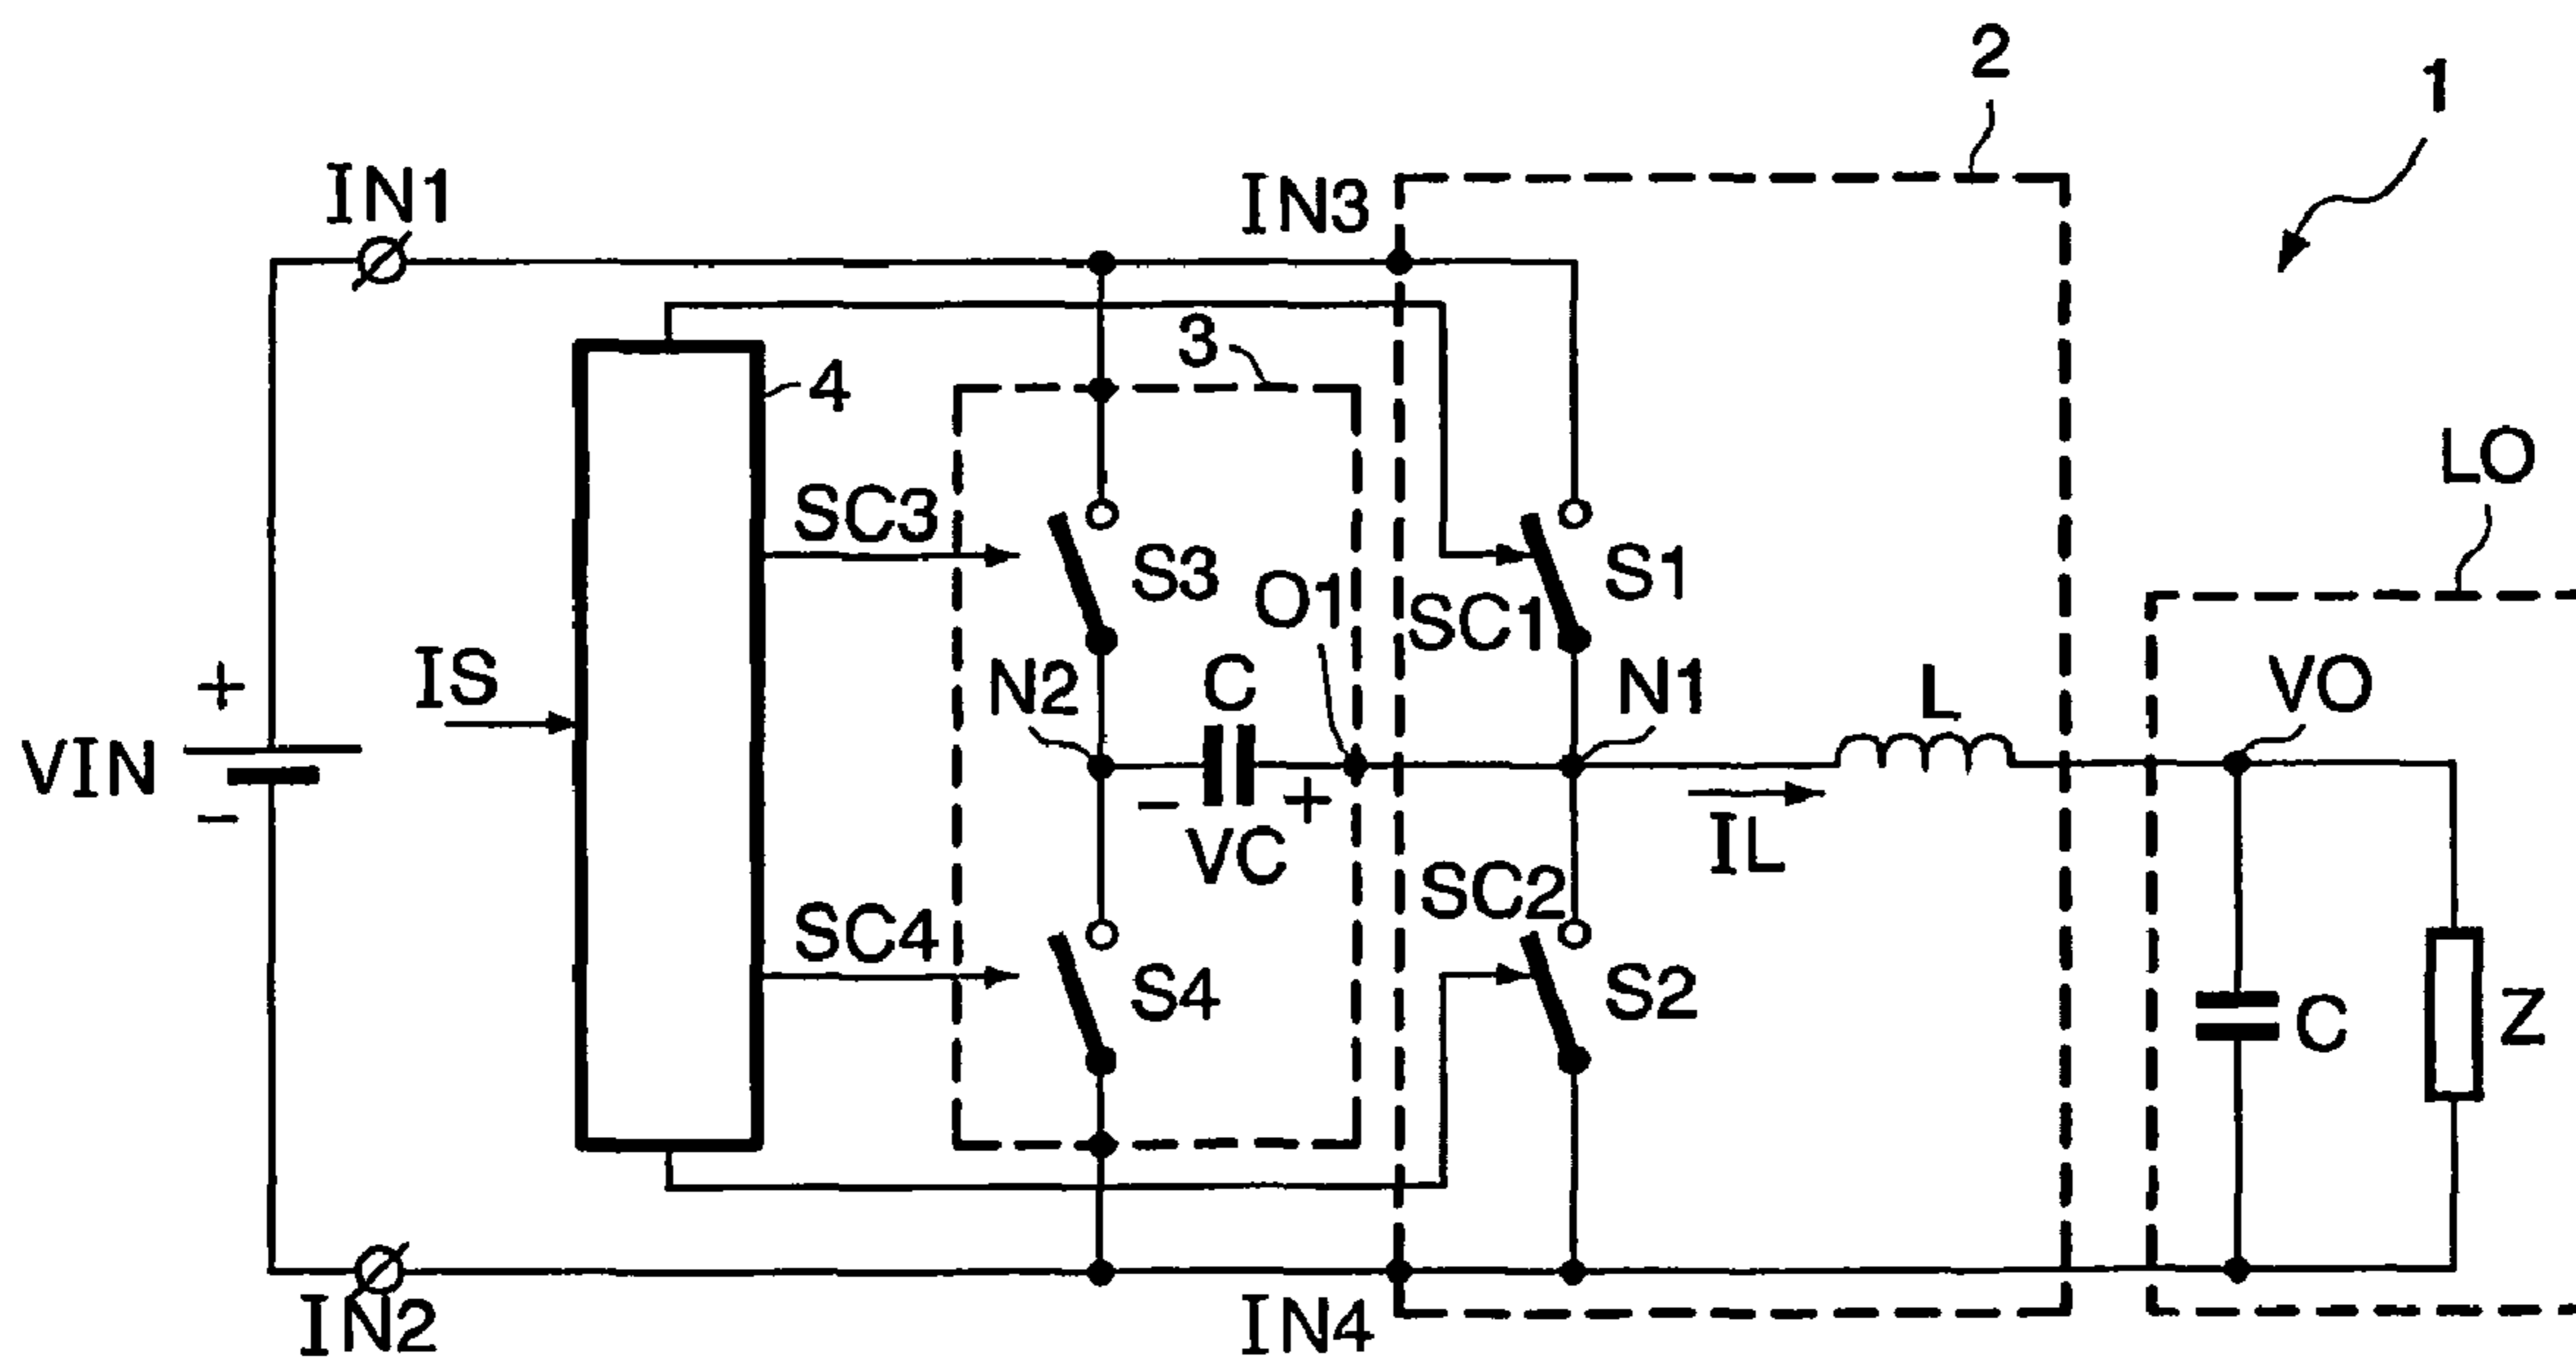 2
1
IN1
IN3
3
4
LO
SC3
S3
O1
S1
SC1
IS
N2
C
N1
L
VO
+
VIN
-
-
+
VC
IL
SC2
SC4
S4
S2
C
Z
IN2
IN4